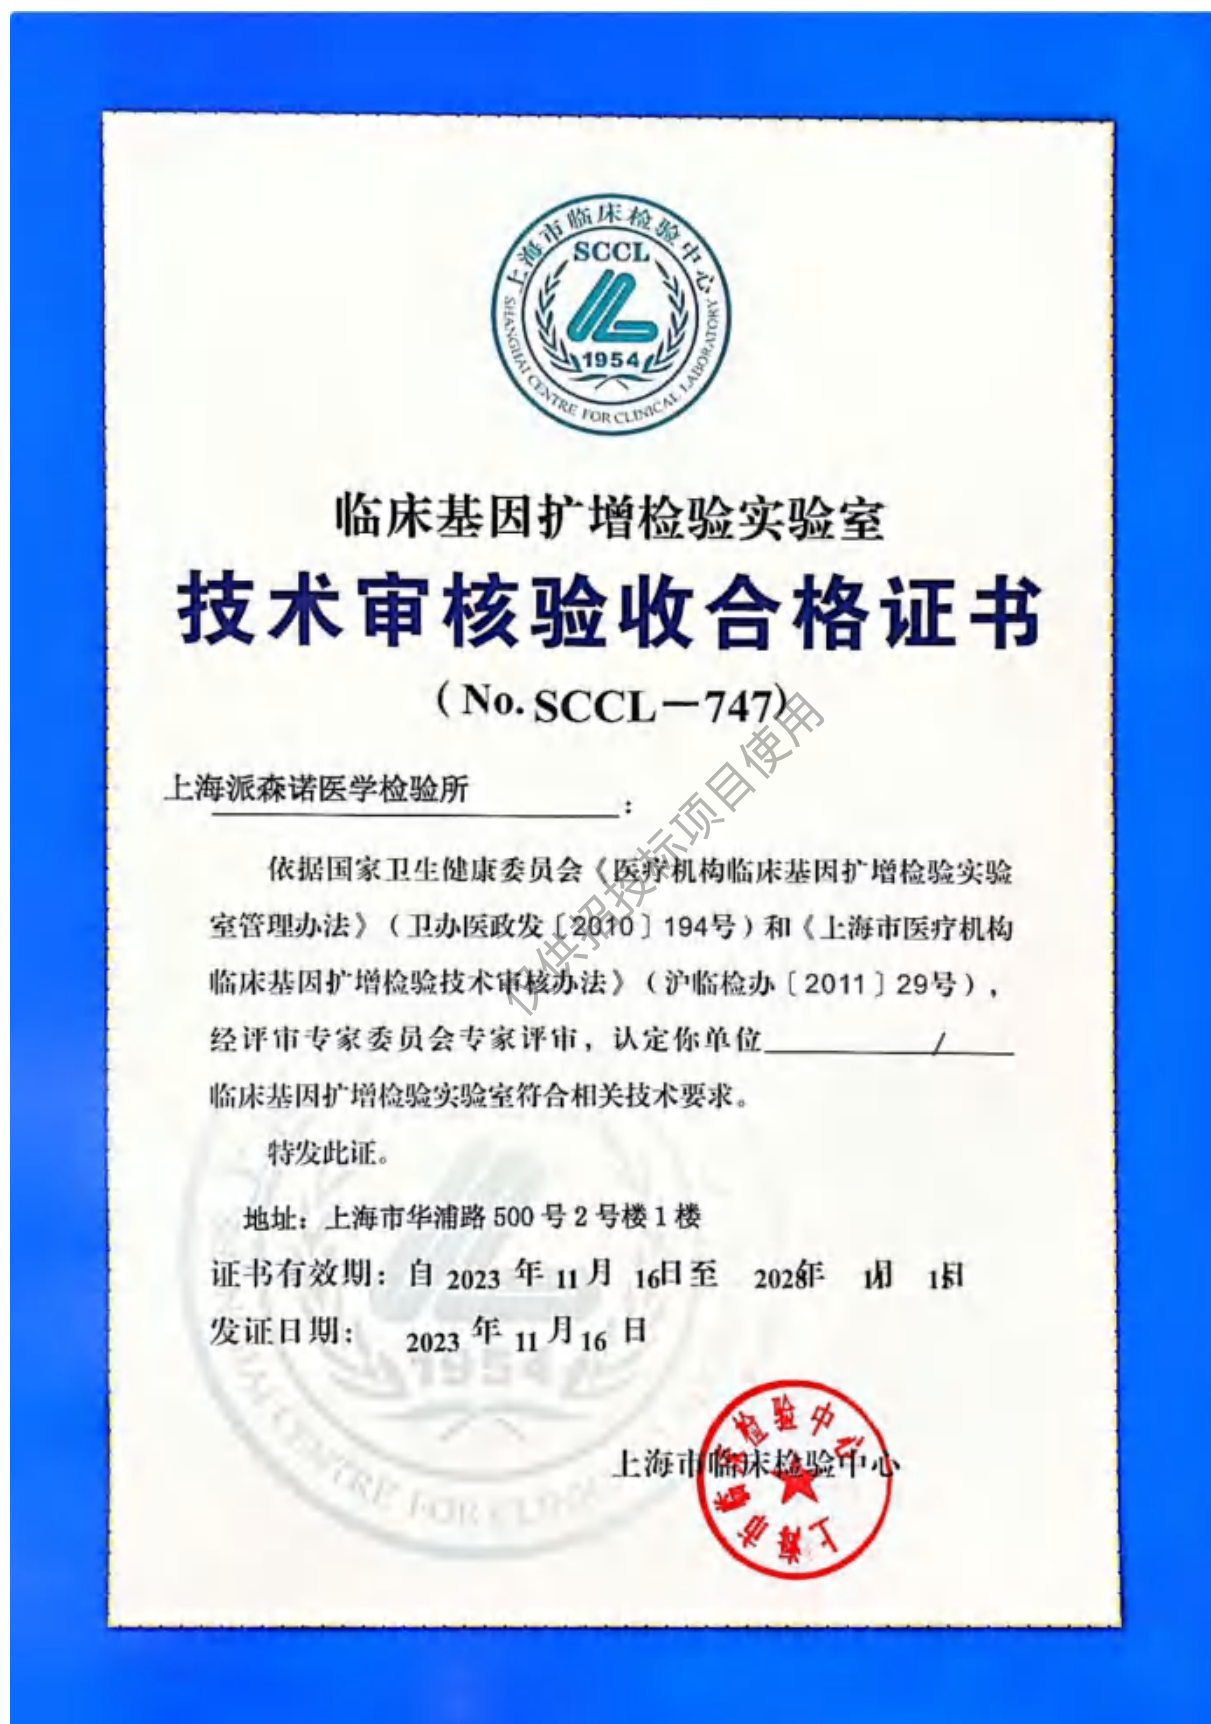 上海市临床检验中心
SCCL
1954
SHANGHAI CENTRE FOR CLINICAL LABORATORY
临床基因扩增检验实验室
技术审核验收合格证书
(No. SCCL—747)
上海派森诺医学检验所：
依据国家卫生健康委员会《医疗机构临床基因扩增检验实验
室管理办法》（卫办医政发〔2010〕194号）和《上海市医疗机构
临床基因扩增检验技术审核办法》（沪临检办〔2011〕29号），
经评审专家委员会专家评审，认定你单位 /
临床基因扩增检验实验室符合相关技术要求。
特发此证。
地址：上海市华浦路500号2号楼1楼
证书有效期：自 2023 年 11 月 16日至 2028年 11月 15日
发证日期： 2023 年 11 月 16 日
上海市临床检验中心
上海市临床检验中心
仅供招投标项目使用
1954